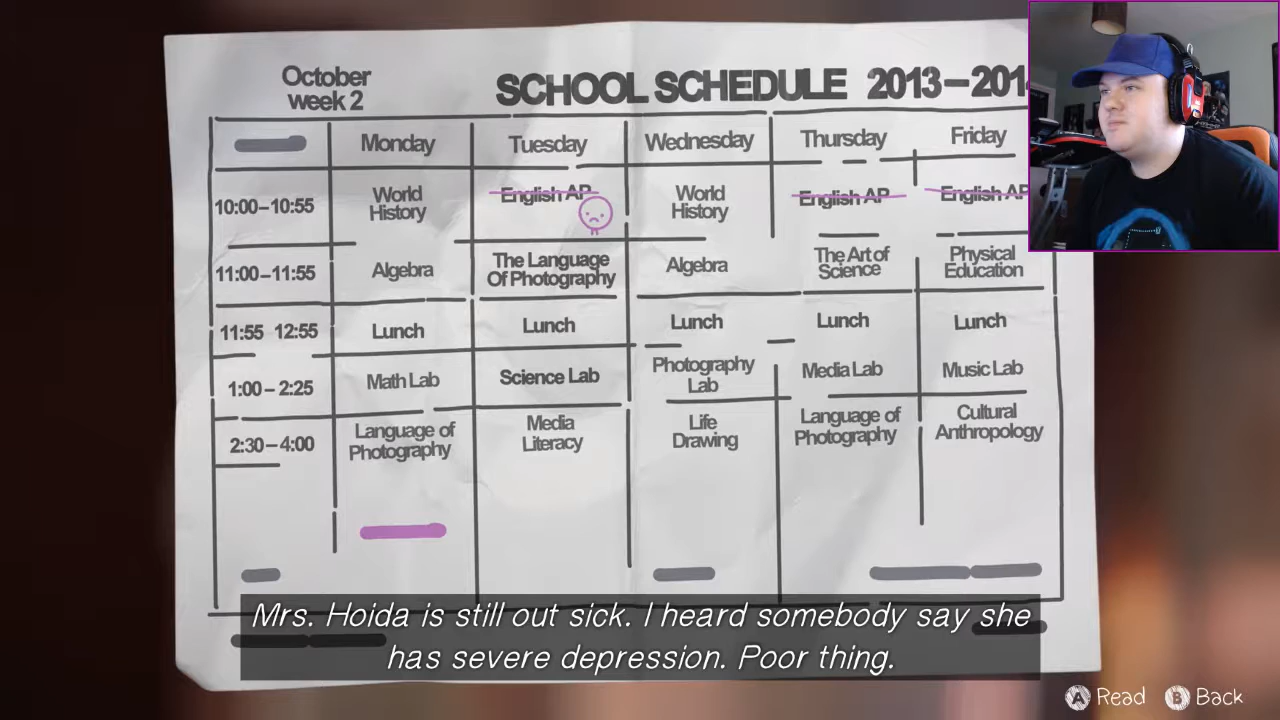 October
week 2
SCHOOL SCHEDULE 2013-201
Monday
Tuesday
Wednesday
Thursday
Friday
10:00-10:55
World
History
English AP
World
History
English AP
English AP
11:00-11:55
Algebra
The Language
Of Photography
Algebra
The Art of
Science
Physical
Education
11:55 12:55
Lunch
Lunch
Lunch
Lunch
Lunch
1:00 - 2:25
Math Lab
Science Lab
Photography
Lab
Media Lab
Music Lab
2:30-4:00
Language of
Photography
Media
Literacy
Life
Drawing
Language of
Photography
Cultural
Anthropology
Mrs. Hoida is still out sick. I heard somebody say she
has severe depression. Poor thing.
A Read B Back